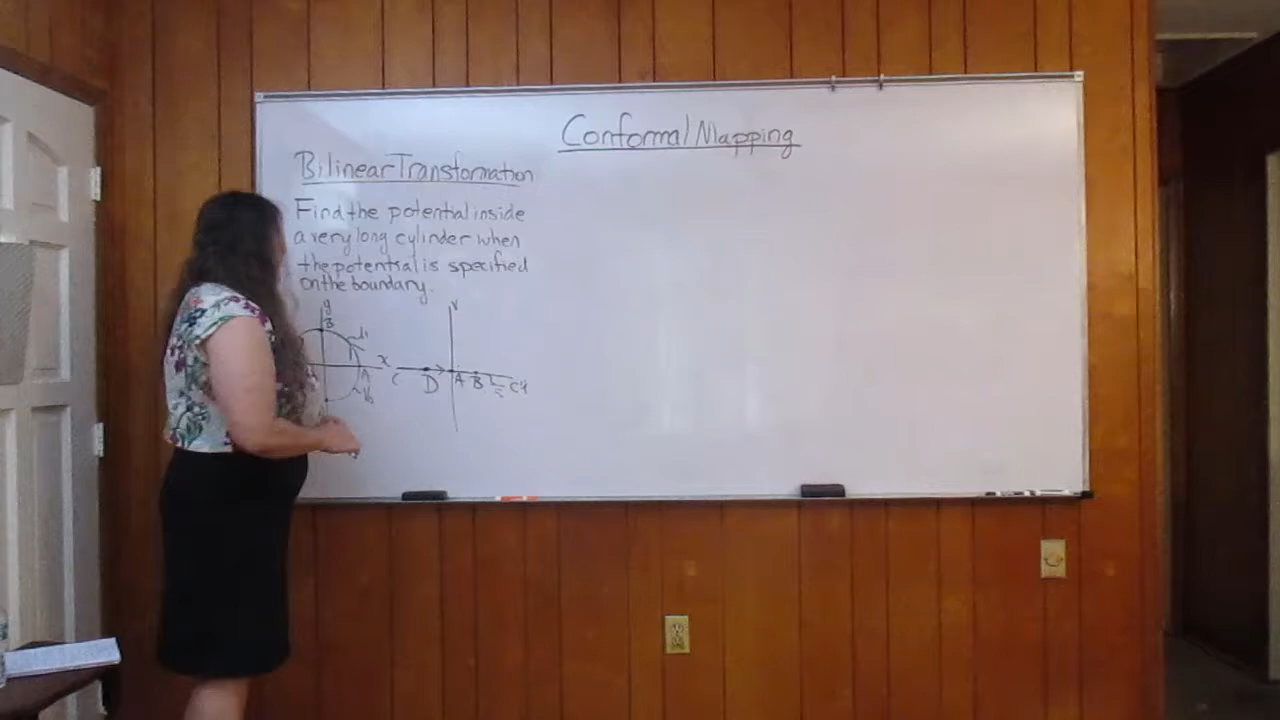 Conformal Mapping
Bilinear Transformation
Find the potential inside
a very long cylinder when
the potential is specified
on the boundary.
y
B
x
A
v
C D A B C